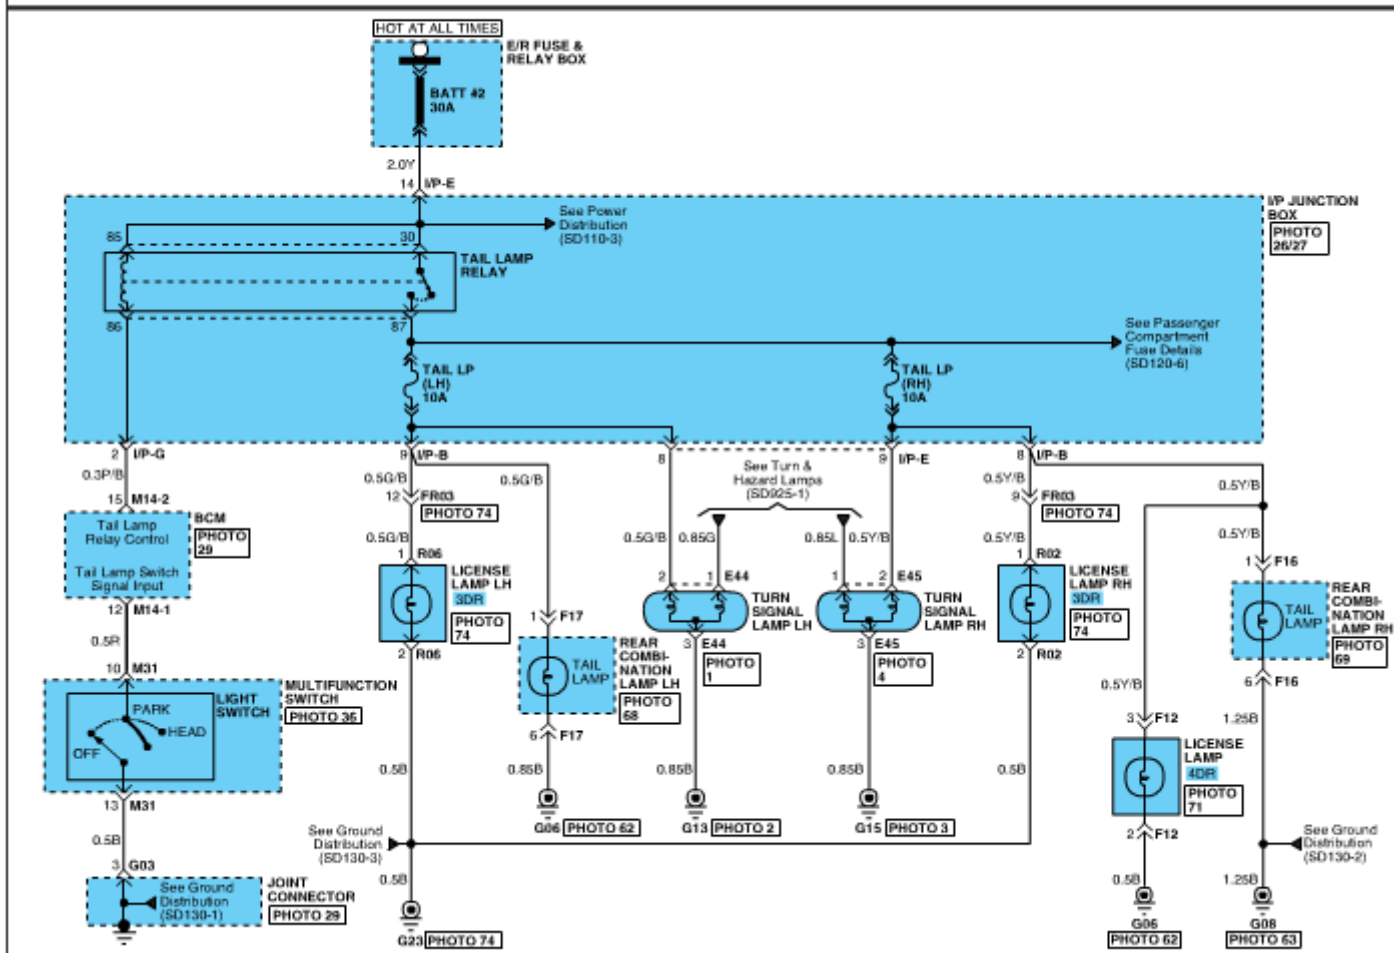 HOT AT ALL TIMES
E/R FUSE &
RELAY BOX
BATT #2
30A
2.0Y
14 I/P-E
I/P JUNCTION
BOX
PHOTO
26/27
See Power
Distribution
(SD110-3)
85
30
TAIL LAMP
RELAY
86
87
See Passenger
Compartment
Fuse Details
(SD120-6)
TAIL LP
(LH)
10A
TAIL LP
(RH)
10A
2 I/P-G
9 I/P-B
8
9 I/P-E
8 I/P-B
0.3P/B
0.5G/B
0.5G/B
See Turn &
Hazard Lamps
(SD925-1)
0.5Y/B
0.5Y/B
15 M14-2
12 FR03
PHOTO 74
9 FR03
PHOTO 74
Tail Lamp
Relay Control
Tail Lamp Switch
Signal Input
BCM
PHOTO
29
0.5G/B
0.5G/B
0.85G
0.85L
0.5Y/B
0.5Y/B
0.5Y/B
1 R06
2
1 E44
1
2 E45
1 R02
1 F16
LICENSE
LAMP LH
3DR
PHOTO
74
TURN
SIGNAL
LAMP LH
TURN
SIGNAL
LAMP RH
LICENSE
LAMP RH
3DR
PHOTO
74
TAIL
LAMP
REAR
COMBI-
NATION
LAMP RH
PHOTO
69
12 M14-1
0.5R
1 F17
2 R06
3 E44
PHOTO
1
3 E45
PHOTO
4
2 R02
10 M31
TAIL
LAMP
REAR
COMBI-
NATION
LAMP LH
PHOTO
68
6 F16
0.5Y/B
LIGHT
SWITCH
PARK
HEAD
OFF
MULTIFUNCTION
SWITCH
PHOTO 36
6 F17
3 F12
1.25B
LICENSE
LAMP
4DR
PHOTO
71
0.5B
0.85B
0.85B
0.85B
0.5B
13 M31
G06 PHOTO 62
G13 PHOTO 2
G15 PHOTO 3
0.5B
See Ground
Distribution
(SD130-3)
2 F12
See Ground
Distribution
(SD130-2)
3 G03
0.5B
0.5B
1.25B
See Ground
Distribution
(SD130-1)
JOINT
CONNECTOR
PHOTO 29
G23 PHOTO 74
G06
PHOTO 62
G08
PHOTO 63